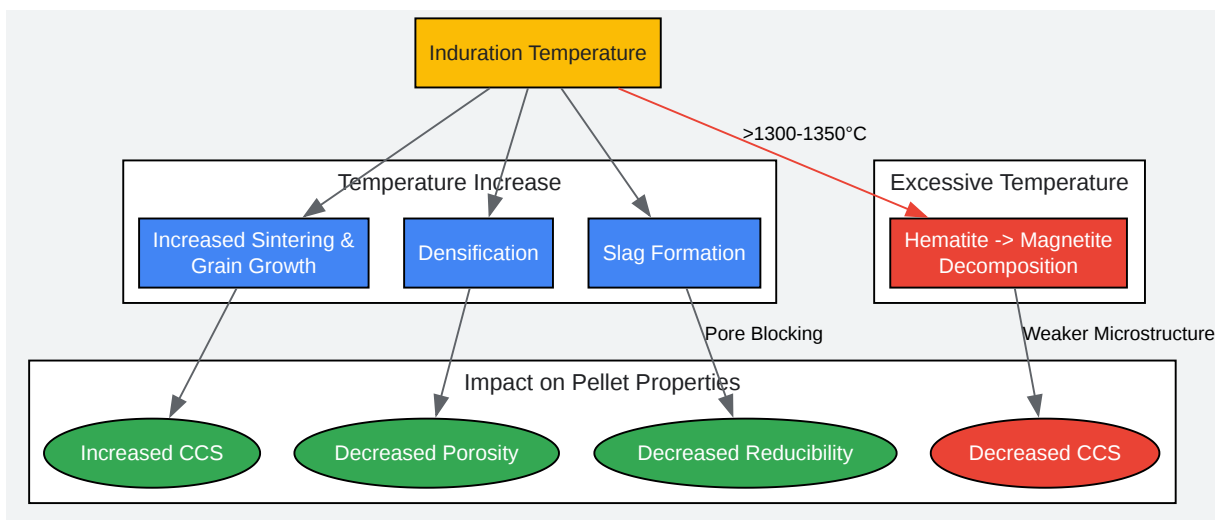 Induration Temperature
>1300-1350°C
Temperature Increase
Excessive Temperature
Increased Sintering &
Grain Growth
Densification
Slag Formation
Hematite -> Magnetite
Decomposition
Pore Blocking
Weaker Microstructure
Impact on Pellet Properties
Increased CCS
Decreased Porosity
Decreased Reducibility
Decreased CCS